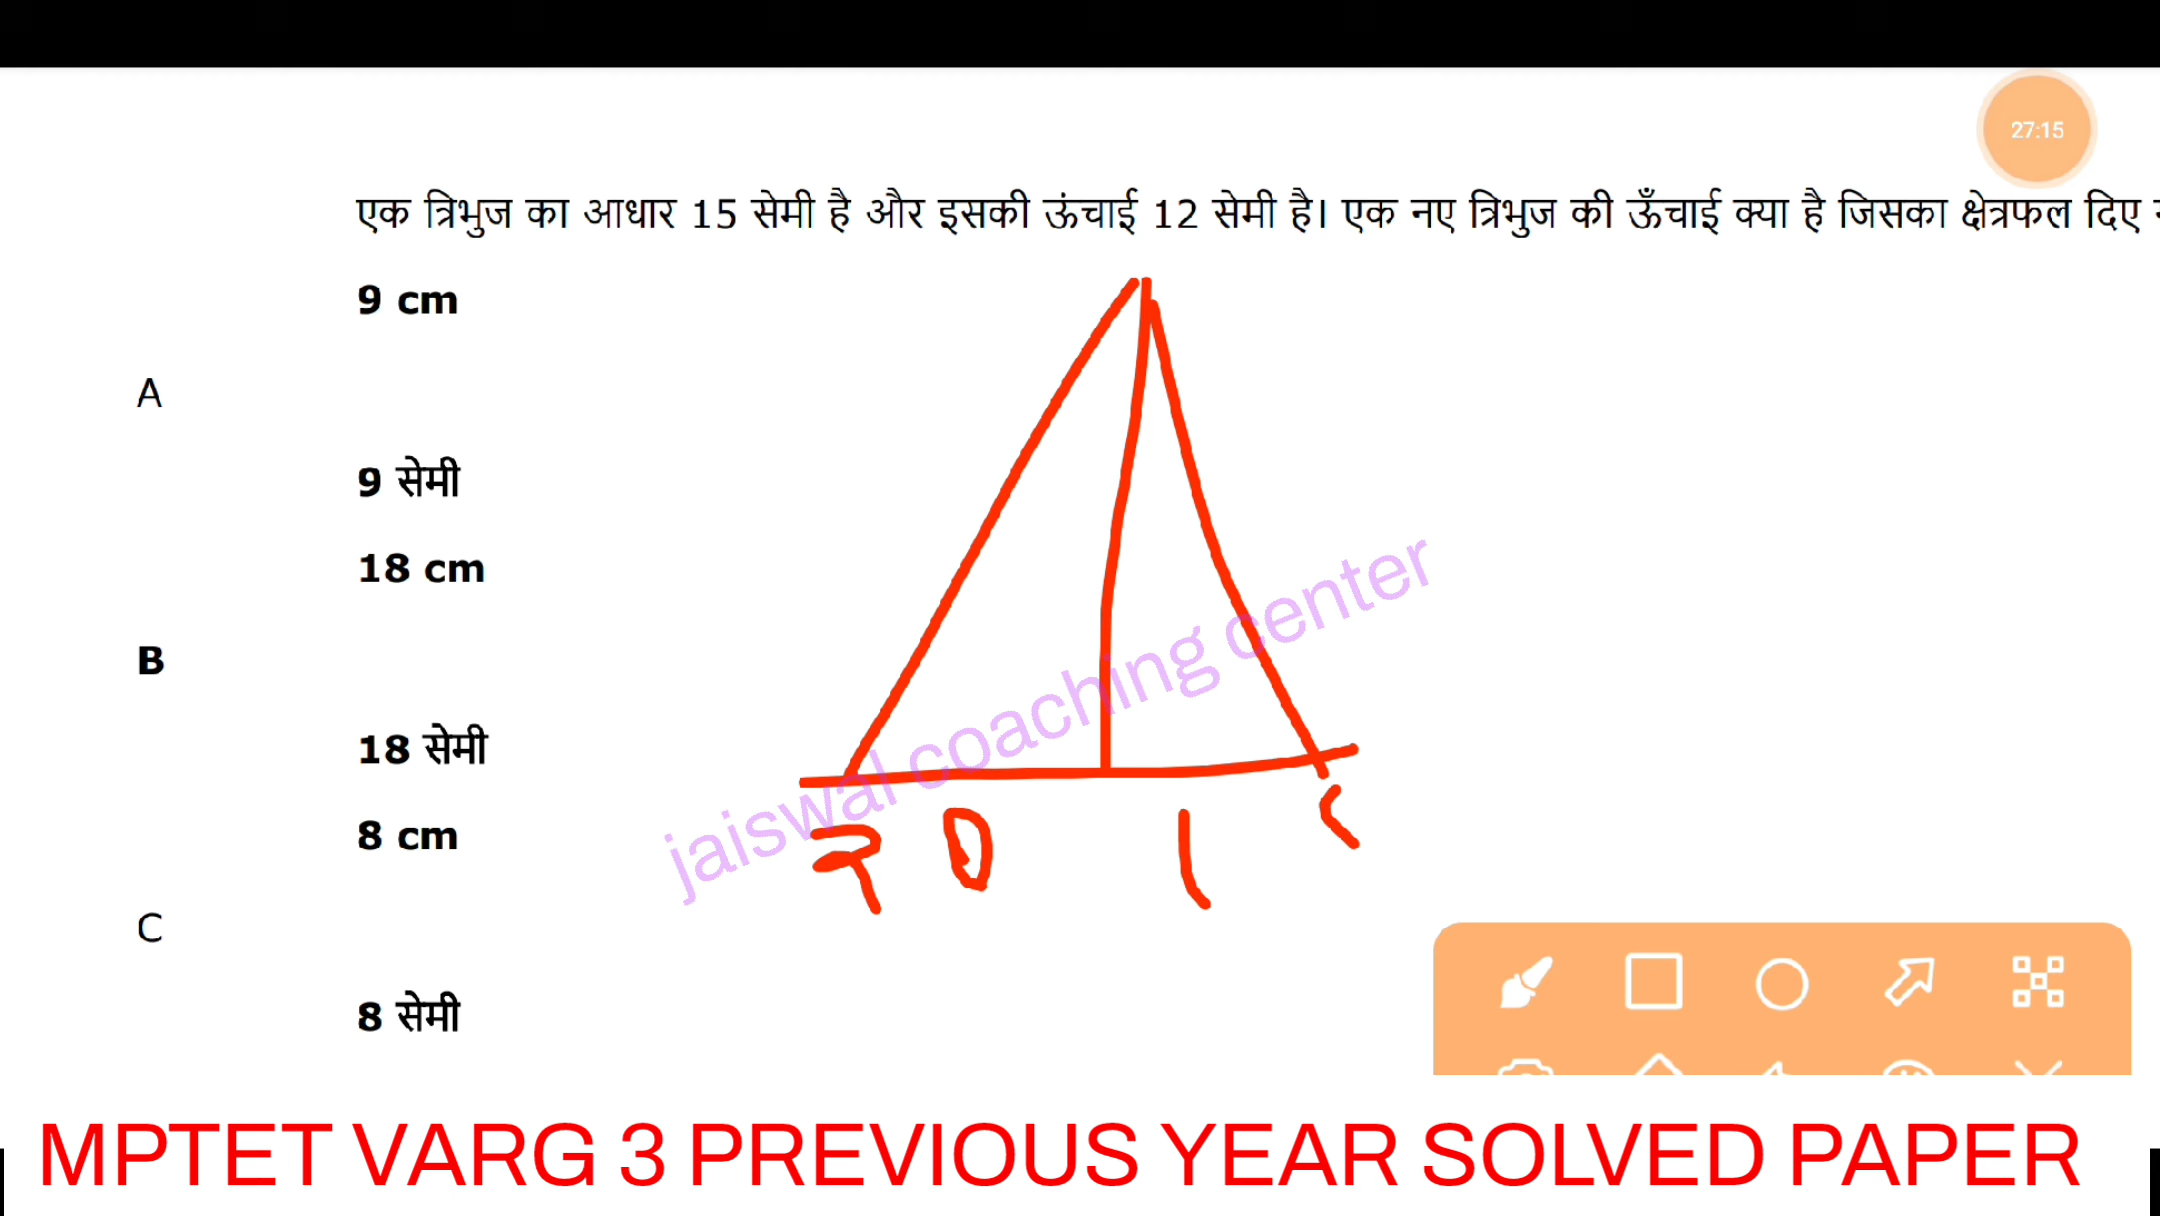 27:15
एक त्रिभुज का आधार 15 सेमी है और इसकी ऊंचाई 12 सेमी है। एक नए त्रिभुज की ऊँचाई क्या है जिसका क्षेत्रफल दिए
9 cm
A
9 सेमी
18 cm
B
18 सेमी
8 cm
C
8 सेमी
jaiswal coaching center
MPTET VARG 3 PREVIOUS YEAR SOLVED PAPER